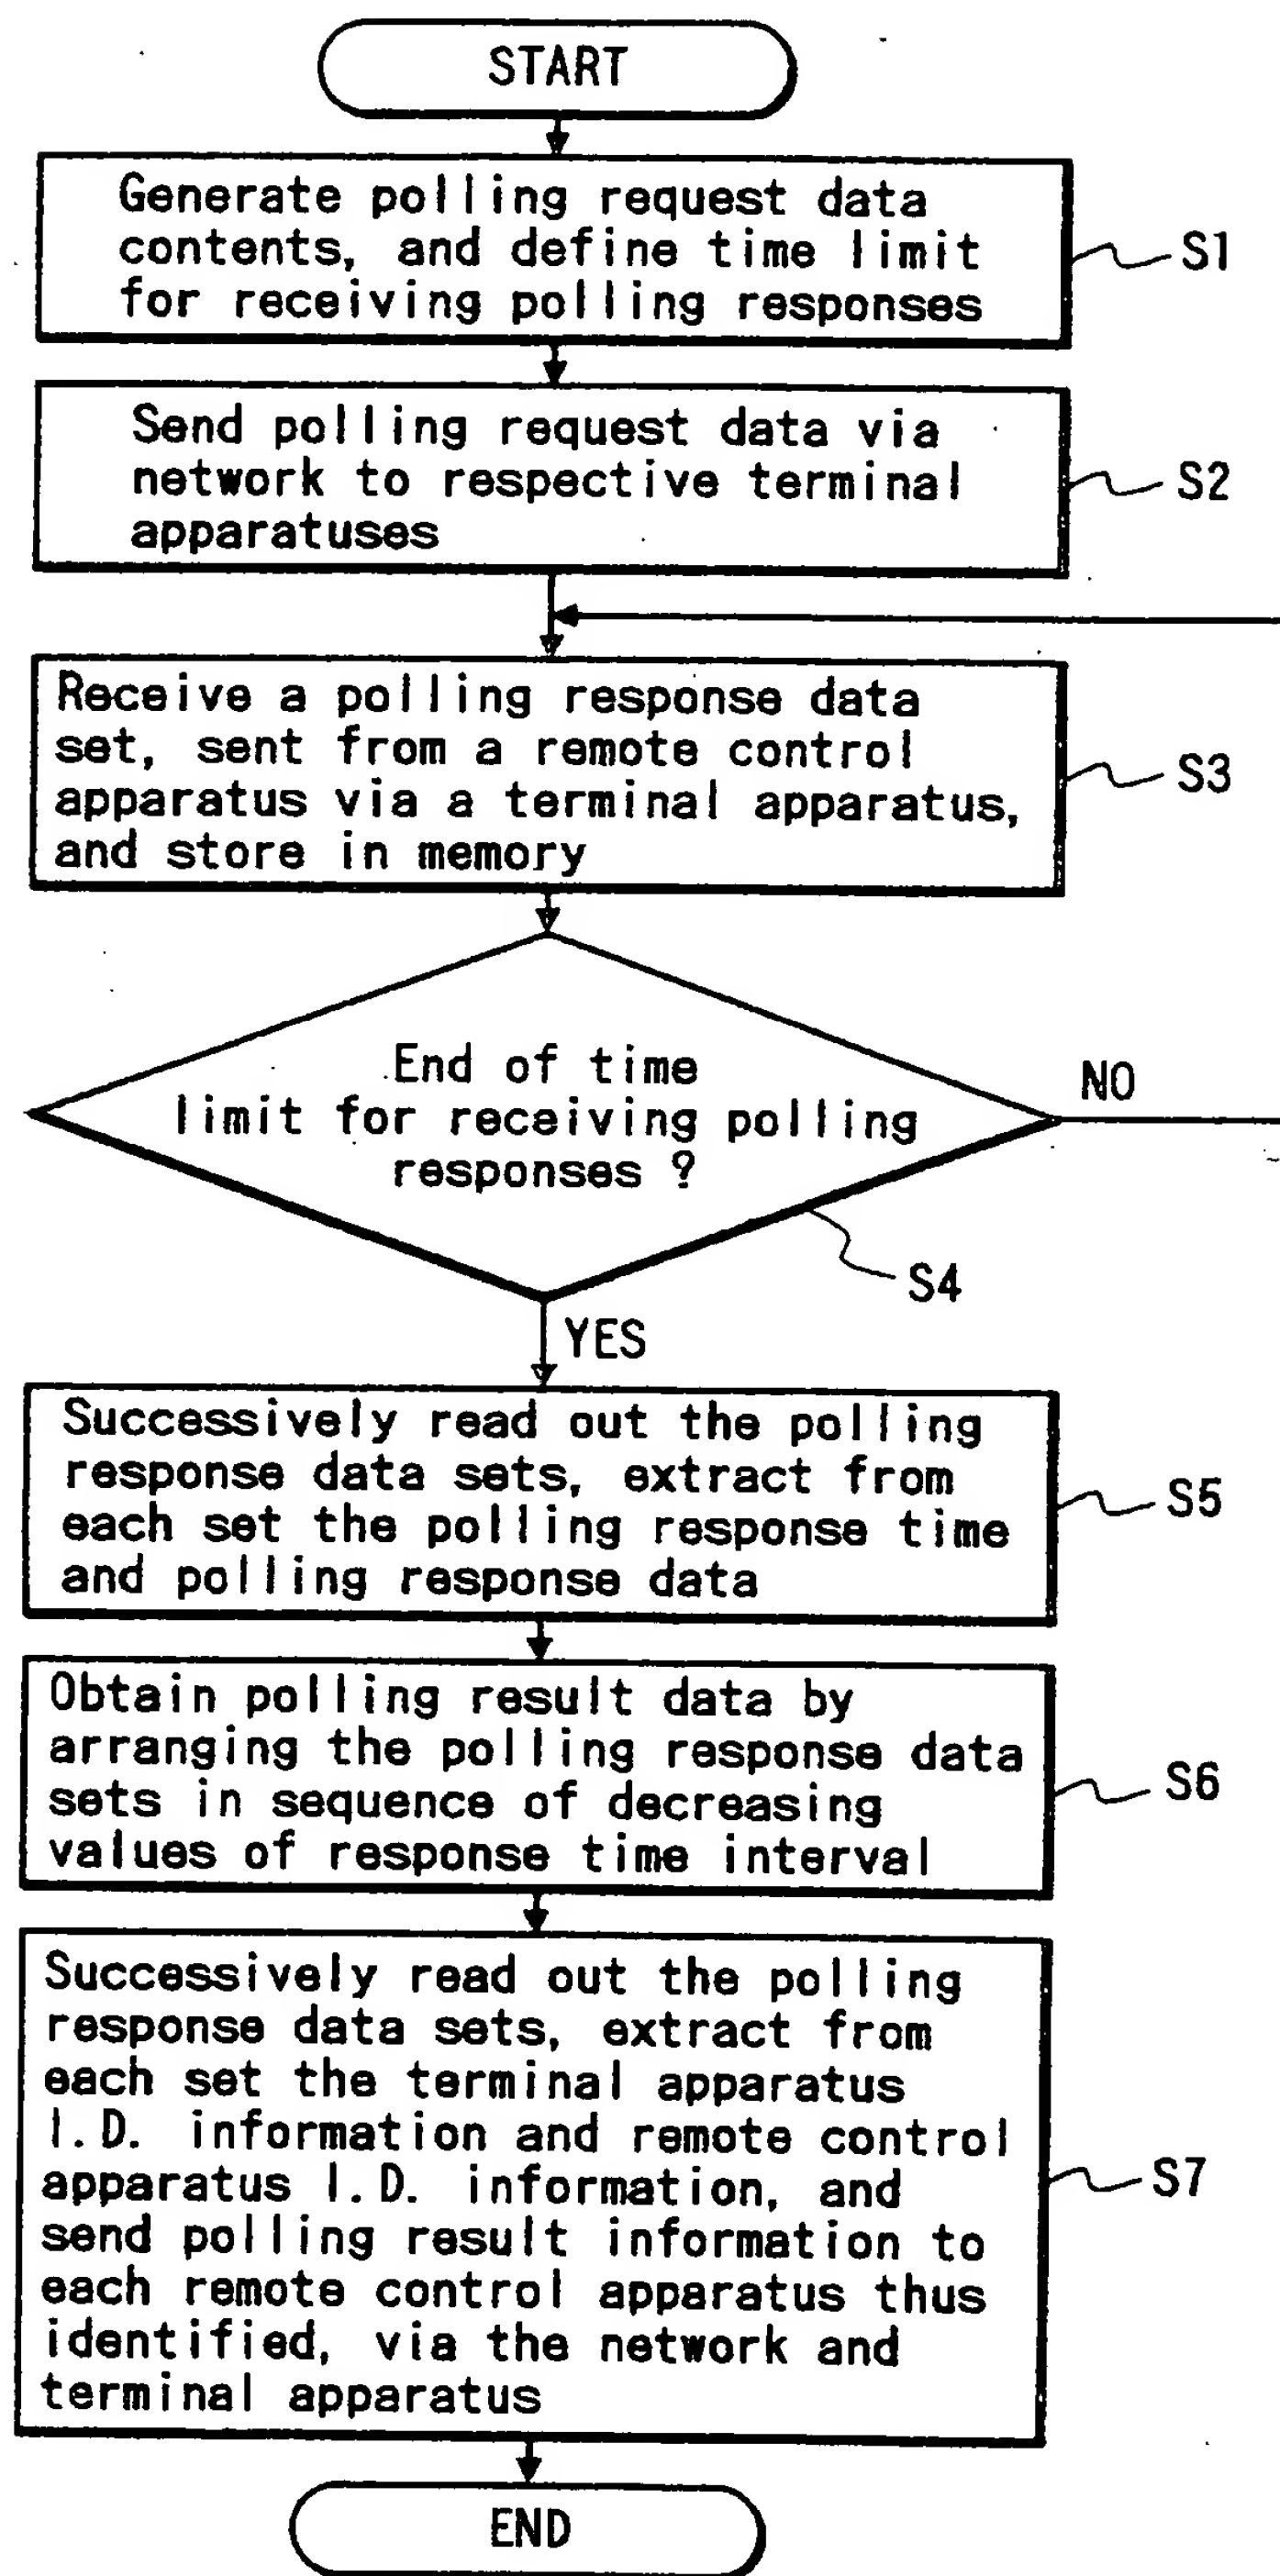 START
Generate polling request data
contents, and define time limit
for receiving polling responses
S1
Send polling request data via
network to respective terminal
apparatuses
S2
Receive a polling response data
set, sent from a remote control
apparatus via a terminal apparatus,
and store in memory
S3
End of time
limit for receiving polling
responses ?
NO
S4
YES
Successively read out the polling
response data sets, extract from
each set the polling response time
and polling response data
S5
Obtain polling result data by
arranging the polling response data
sets in sequence of decreasing
values of response time interval
S6
Successively read out the polling
response data sets, extract from
each set the terminal apparatus
I.D. information and remote control
apparatus I.D. information, and
send polling result information to
each remote control apparatus thus
identified, via the network and
terminal apparatus
S7
END